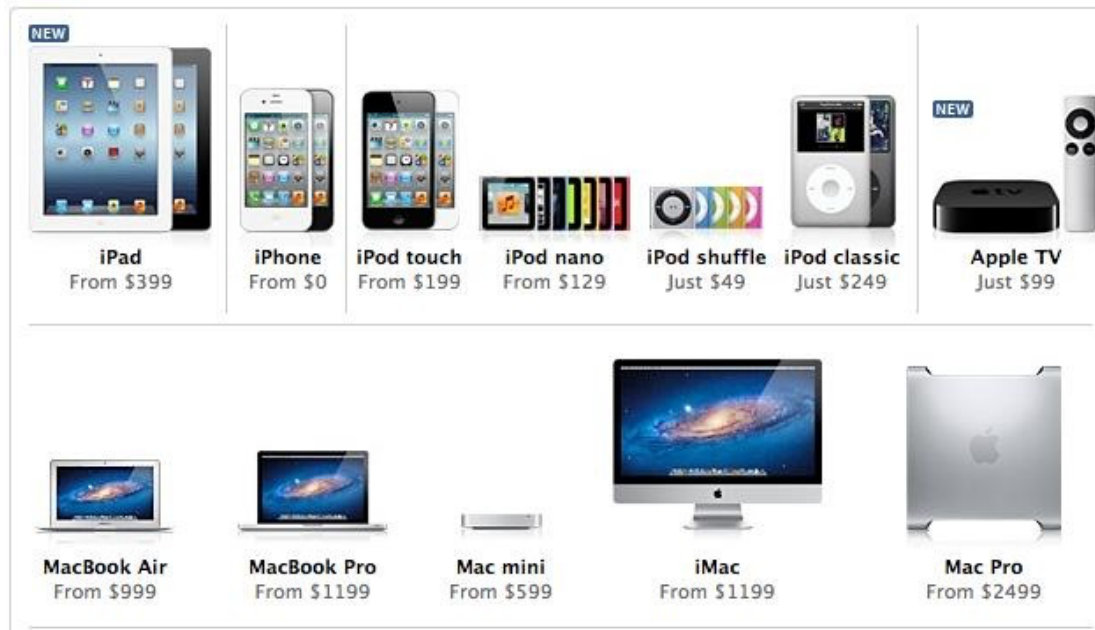 NEW
iPad
From $399
iPhone
From $0
iPod touch
From $199
iPod nano
From $129
iPod shuffle
Just $49
iPod classic
Just $249
NEW
tv
Apple TV
Just $99
MacBook Air
From $999
MacBook Pro
From $1199
Mac mini
From $599
iMac
From $1199
Mac Pro
From $2499